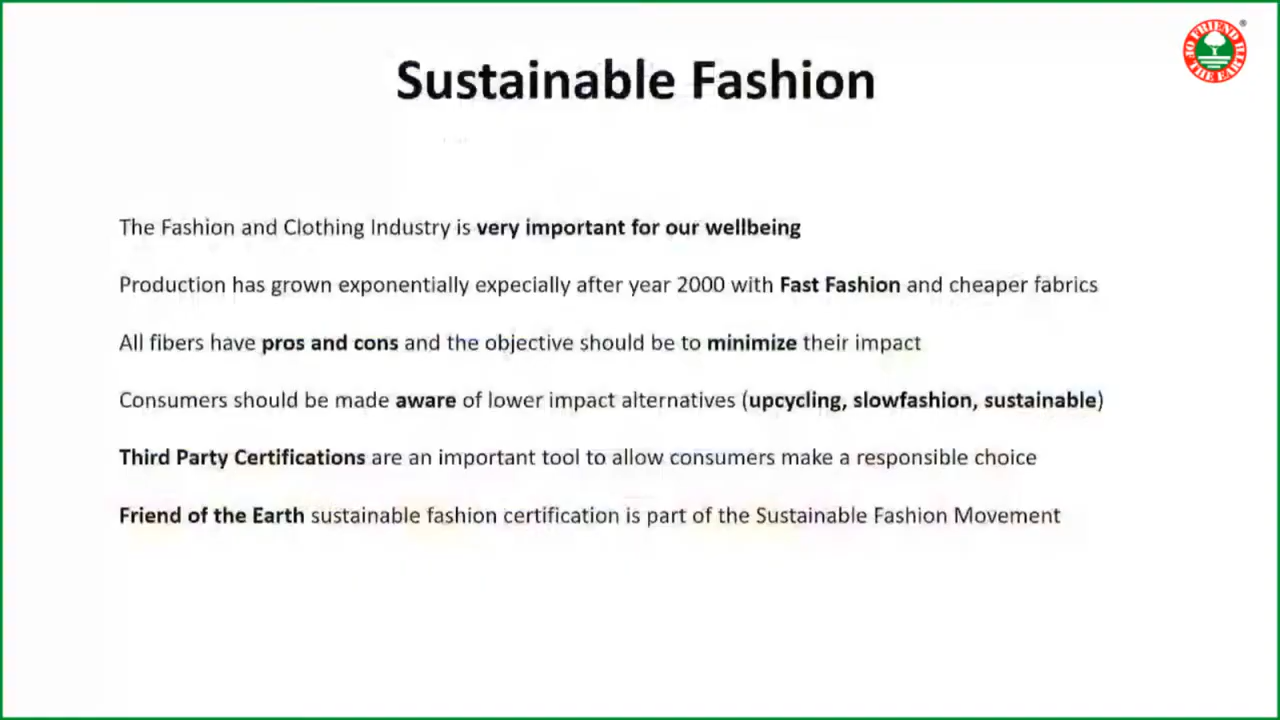 Sustainable Fashion
FRIEND OF THE EARTH
®
The Fashion and Clothing Industry is very important for our wellbeing
Production has grown exponentially expecially after year 2000 with Fast Fashion and cheaper fabrics
All fibers have pros and cons and the objective should be to minimize their impact
Consumers should be made aware of lower impact alternatives (upcycling, slowfashion, sustainable)
Third Party Certifications are an important tool to allow consumers make a responsible choice
Friend of the Earth sustainable fashion certification is part of the Sustainable Fashion Movement